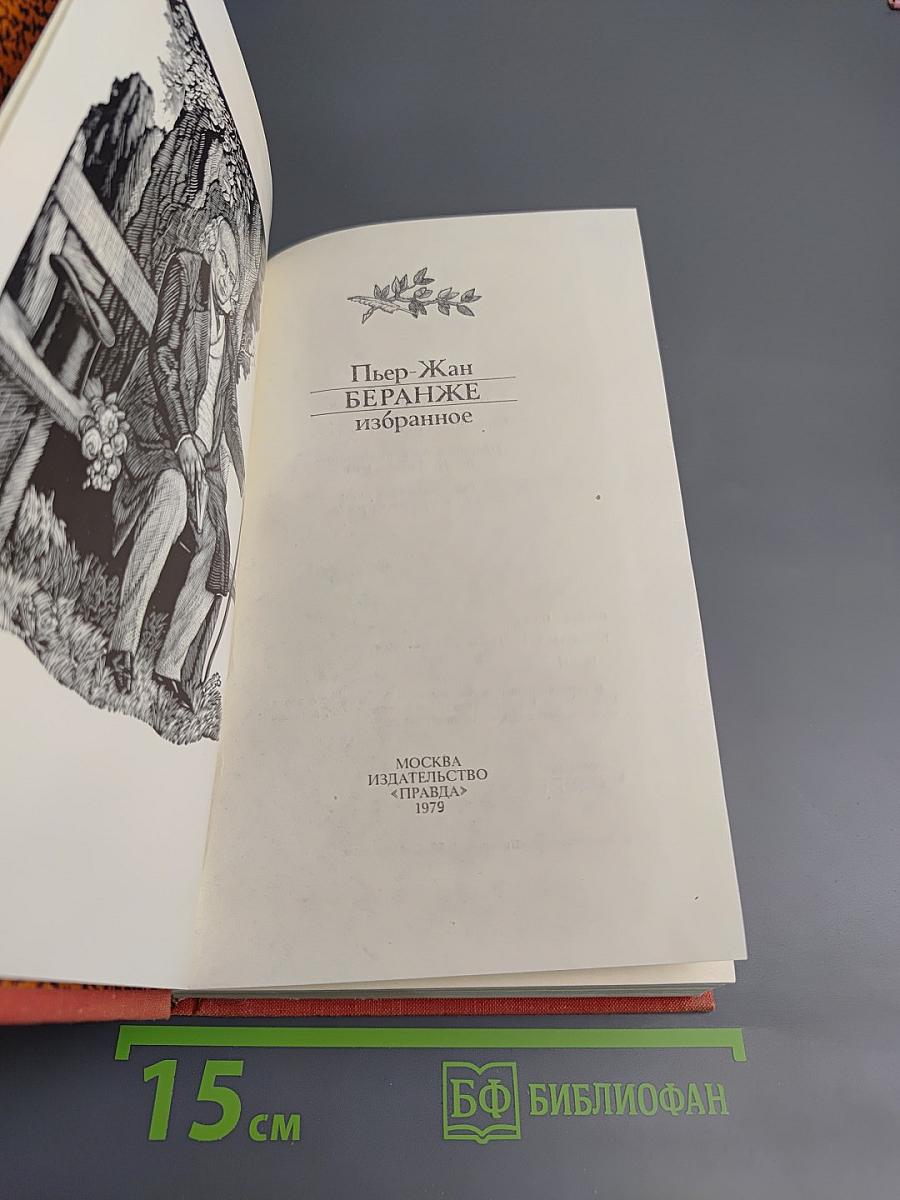 Пьер-Жан
БЕРАНЖЕ
избранное
МОСКВА
ИЗДАТЕЛЬСТВО
«ПРАВДА»
1979
15 см
БФ БИБЛИОФАН